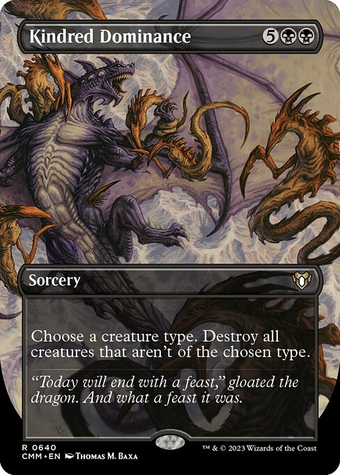 Kindred Dominance 5
Sorcery
Choose a creature type. Destroy all
creatures that aren't of the chosen type.
"Today will end with a feast," gloated the
dragon. And what a feast it was.
R 0640
CMM • EN Thomas M. Baxa
™ & © 2023 Wizards of the Coast